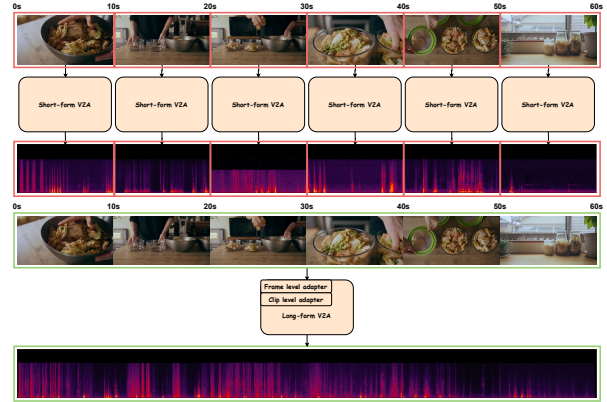 0s 10s 20s 30s 40s 50s 60s
Short-form V2A Short-form V2A Short-form V2A Short-form V2A Short-form V2A Short-form V2A
0s 10s 20s 30s 40s 50s 60s
Frame level adapter
Clip level adapter
Long-form V2A